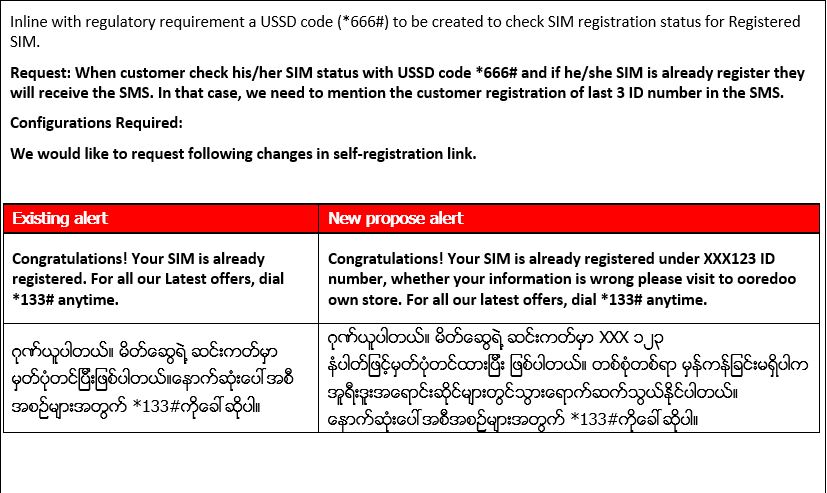 Inline with regulatory requirement a USSD code (*666#) to be created to check SIM registration status for Registered
SIM.
Request: When customer check his/her SIM status with USSD code *666# and if he/she SIM is already register they
will receive the SMS. In that case, we need to mention the customer registration of last 3 ID number in the SMS.
Configurations Required:
We would like to request following changes in self-registration link.
Existing alert
New propose alert
Congratulations! Your SIM is already
registered. For all our Latest offers, dial
*133# anytime.
Congratulations! Your SIM is already registered under XXX123 ID
number, whether your information is wrong please visit to ooredoo
own store. For all our latest offers, dial *133# anytime.
ဂုဏ်ယူပါတယ်။ မိတ်ဆွေရဲ့ ဆင်းကတ်မှာ
မှတ်ပုံတင်ပြီးဖြစ်ပါတယ်။နောက်ဆုံးပေါ် အစီ
အစဉ်များအတွက် *133#ကိုခေါ်ဆိုပါ။
ဂုဏ်ယူပါတယ်။ မိတ်ဆွေရဲ့ ဆင်းကတ်မှာ XXX ၁၂၃
နံပါတ်ဖြင့်မှတ်ပုံတင်ထားပြီး ဖြစ်ပါတယ်။ တစ်စုံတစ်ရာ မှန်ကန်ခြင်းမရှိပါက
အူရီးဒူးအရောင်းဆိုင်များတွင်သွားရောက်ဆက်သွယ်နိုင်ပါတယ်။
နောက်ဆုံးပေါ် အစီအစဉ်များအတွက် *133#ကိုခေါ်ဆိုပါ။